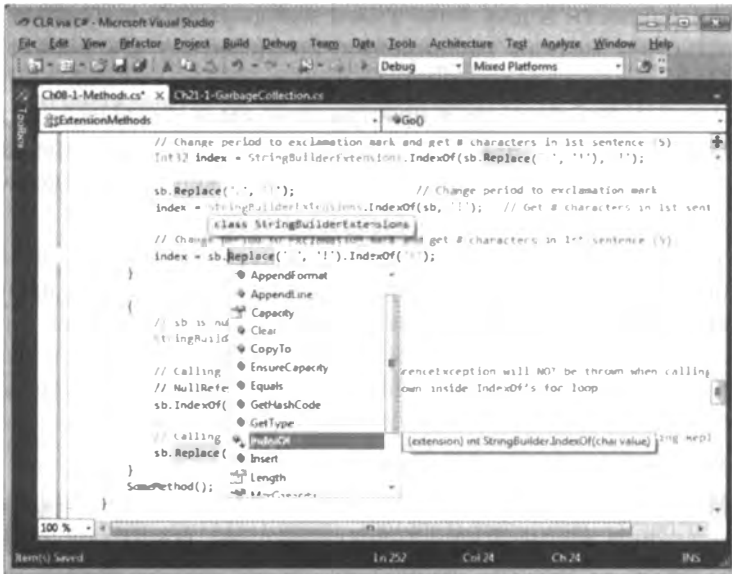 CLR via C# - Microsoft Visual Studio
File Edit View Refactor Project Build Debug Team Data Tools Architecture Test Analyze Window Help
Debug Mixed Platforms
Toolbox
Ch08-1-Methods.cs* X Ch21-1-GarbageCollection.cs
ExtensionMethods Go()
// Change period to exclamation mark and get # characters in 1st sentence (5)
Int32 index = StringBuilderExtensions.IndexOf(sb.Replace( '!'), '!');
sb.Replace('.', '!'); // Change period to exclamation mark
index = StringBuilderExtensions.IndexOf(sb, '!'); // Get # characters in 1st sent
class StringBuilderExtensions
// Change period to exclamation mark and get # characters in 1st sentence (5)
index = sb.Replace('.', '!').IndexOf('!');
}
AppendFormat
AppendLine
{
Capacity
// sb is nu
Clear
StringBuild
CopyTo
// Calling
EnsureCapacity
will NOT be thrown when calling
// NullRefe
Equals
inside IndexOf's for loop
sb.IndexOf(
GetHashCode
GetType
// Calling
IndexOf
(extension) int StringBuilder.IndexOf(char value)
ing Repl
sb.Replace(
Insert
}
Length
SomeMethod();
MaxCapacity
}
100 %
Item(s) Saved Ln 252 Col 24 Ch 24 INS